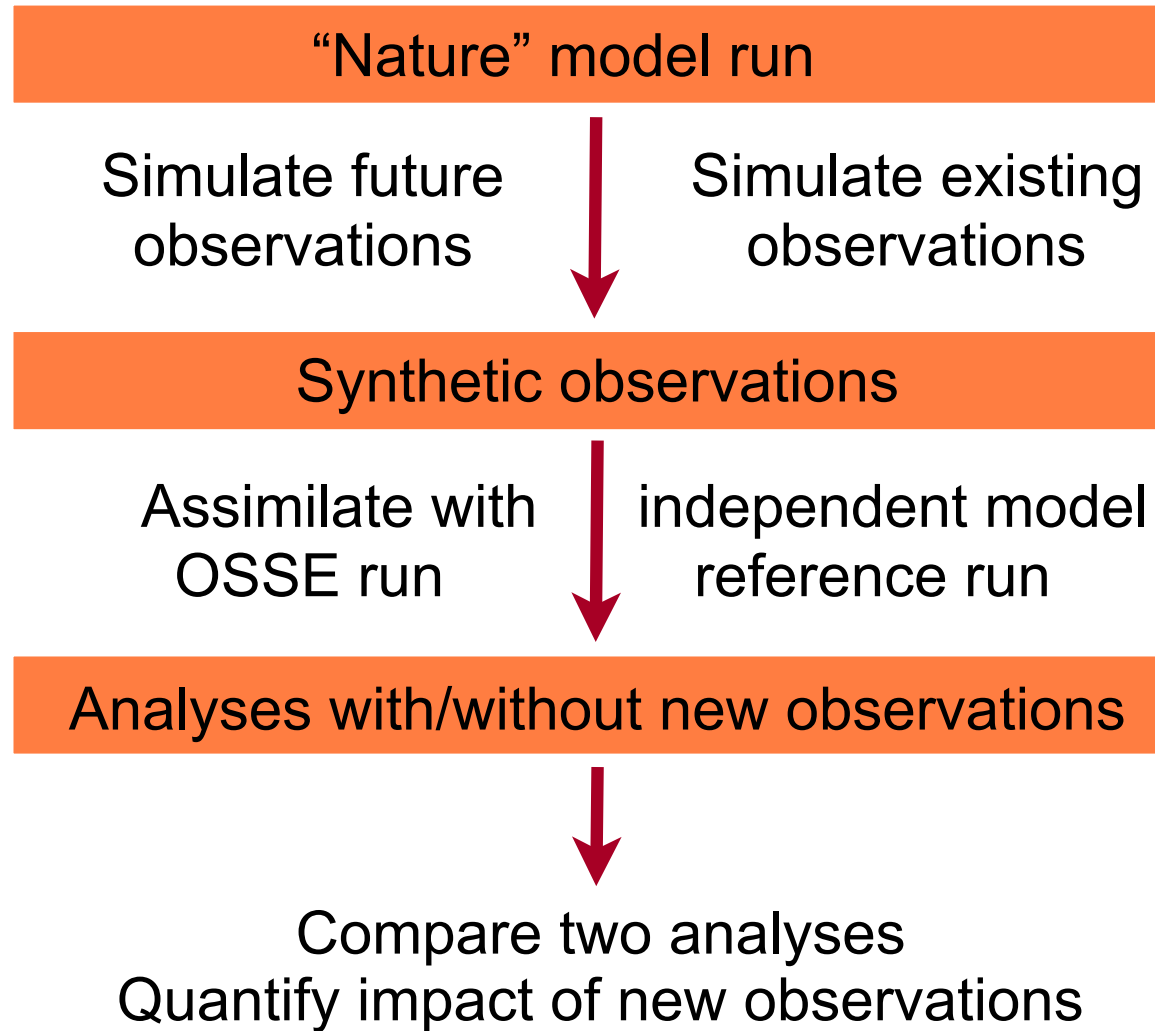 “Nature” model run
Simulate future
observations
Simulate existing
observations
Synthetic observations
Assimilate with
OSSE run
independent model
reference run
Analyses with/without new observations
Compare two analyses
Quantify impact of new observations